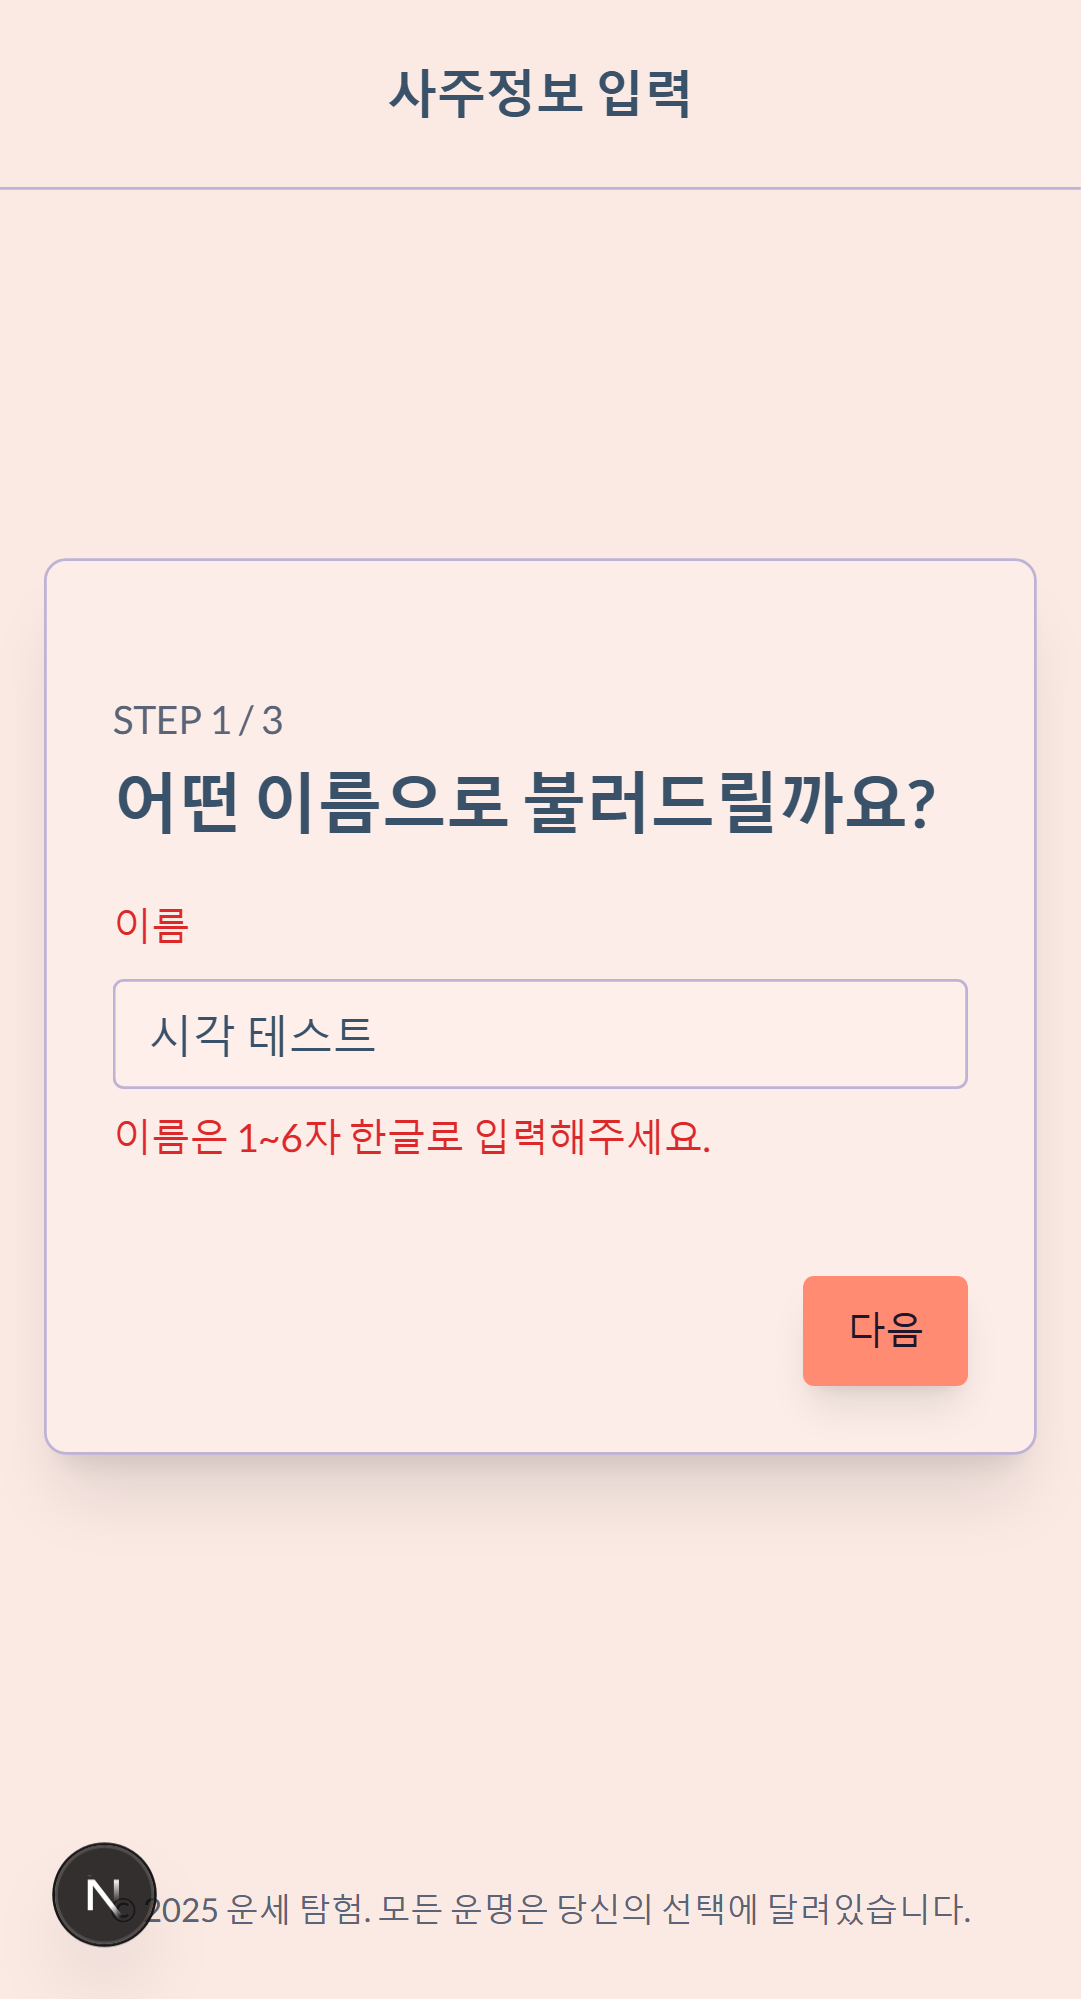 사주정보 입력
STEP 1 / 3
어떤 이름으로 불러드릴까요?
이름
시각 테스트
이름은 1~6자 한글로 입력해주세요.
다음
N
© 2025 운세 탐험. 모든 운명은 당신의 선택에 달려있습니다.